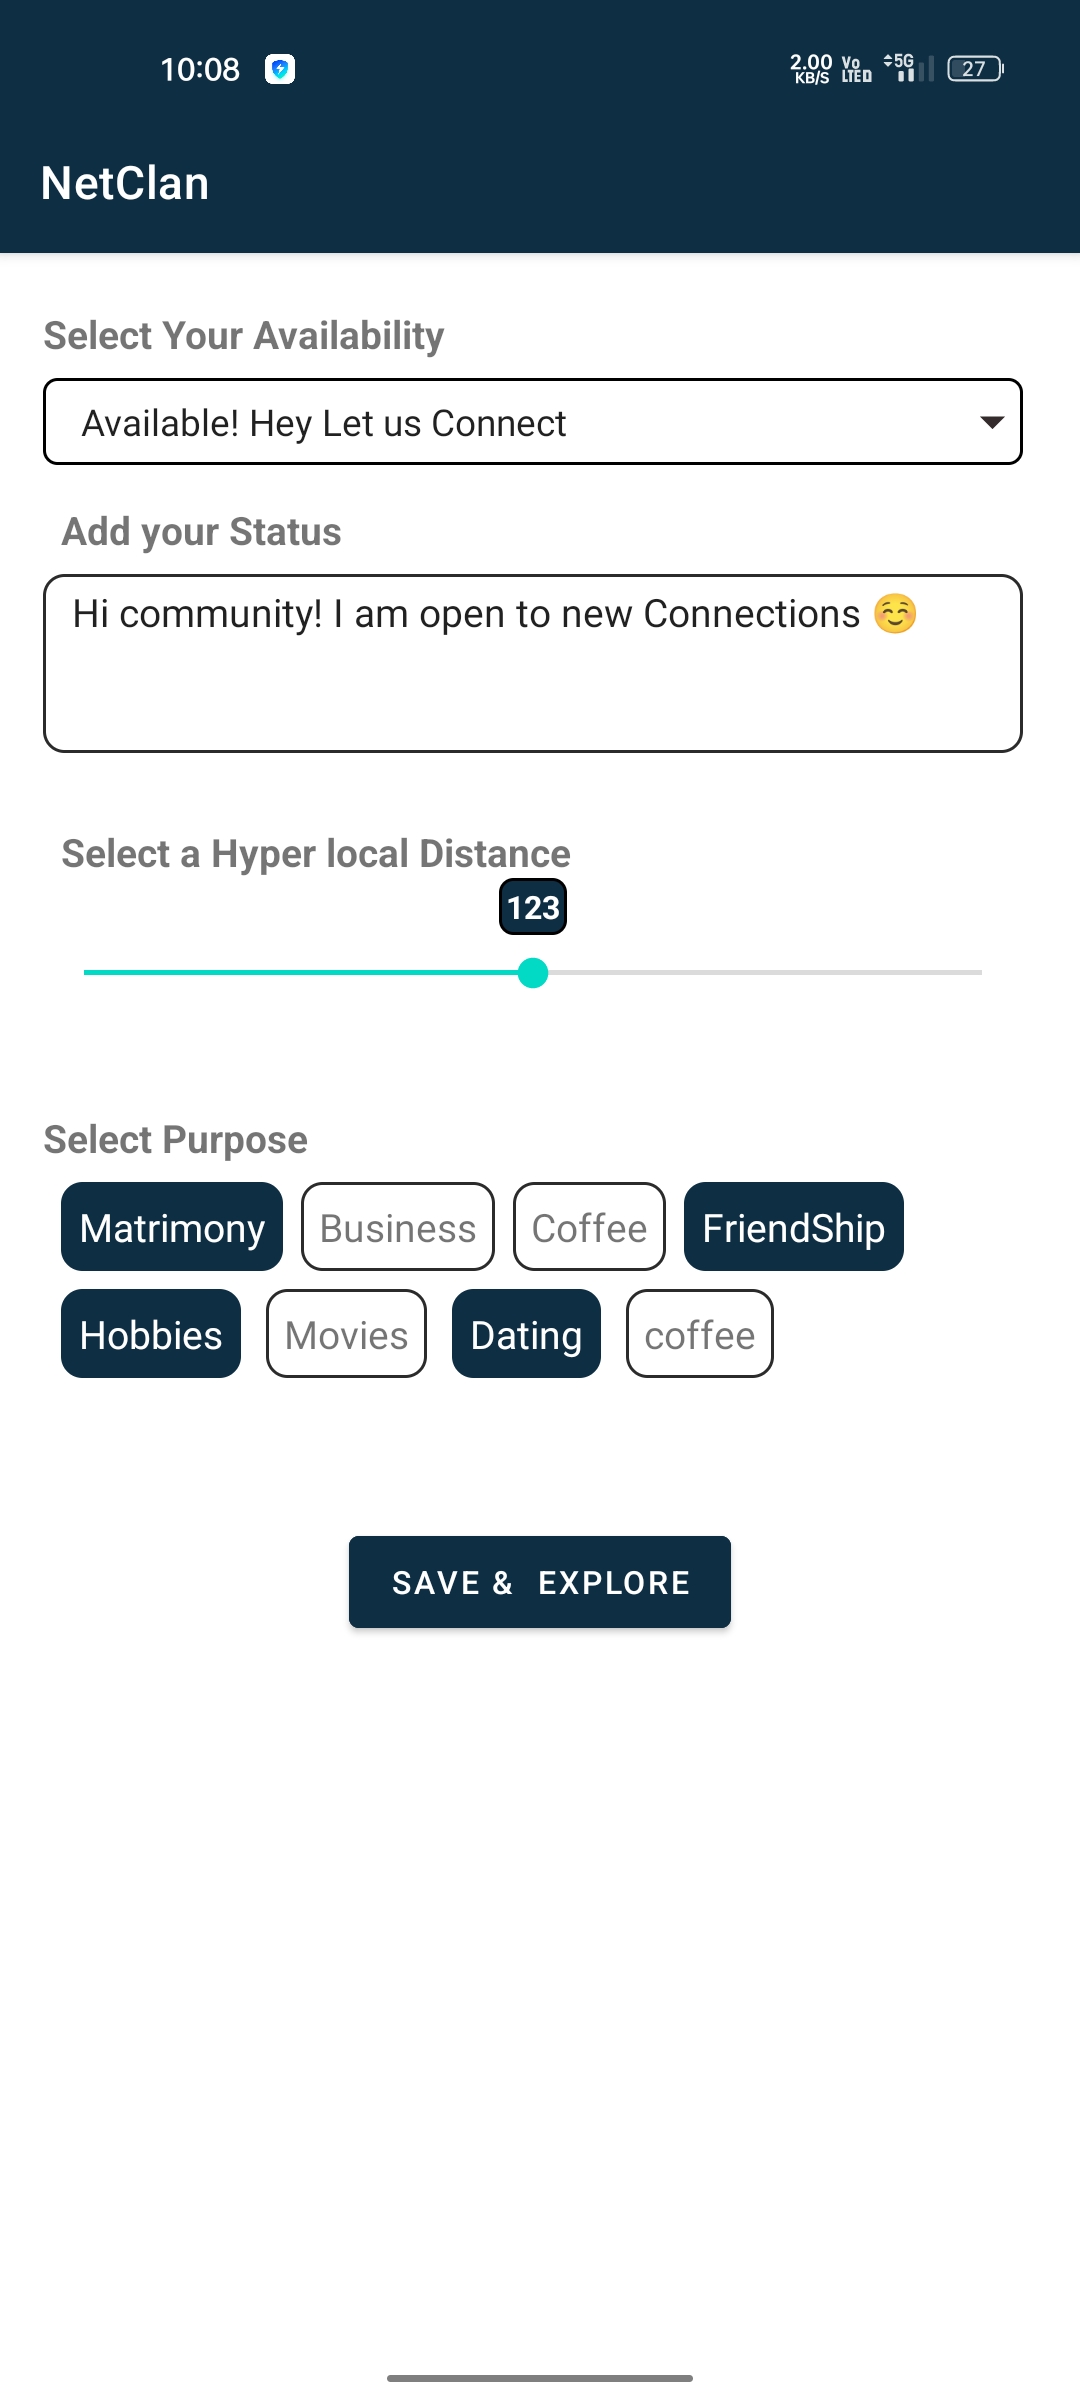 10:08 2.00 KB/S Vo LTE 5G 27
NetClan
Select Your Availability
Available! Hey Let us Connect
Add your Status
Hi community! I am open to new Connections ☺️
Select a Hyper local Distance
123
Select Purpose
Matrimony Business Coffee FriendShip
Hobbies Movies Dating coffee
SAVE &  EXPLORE